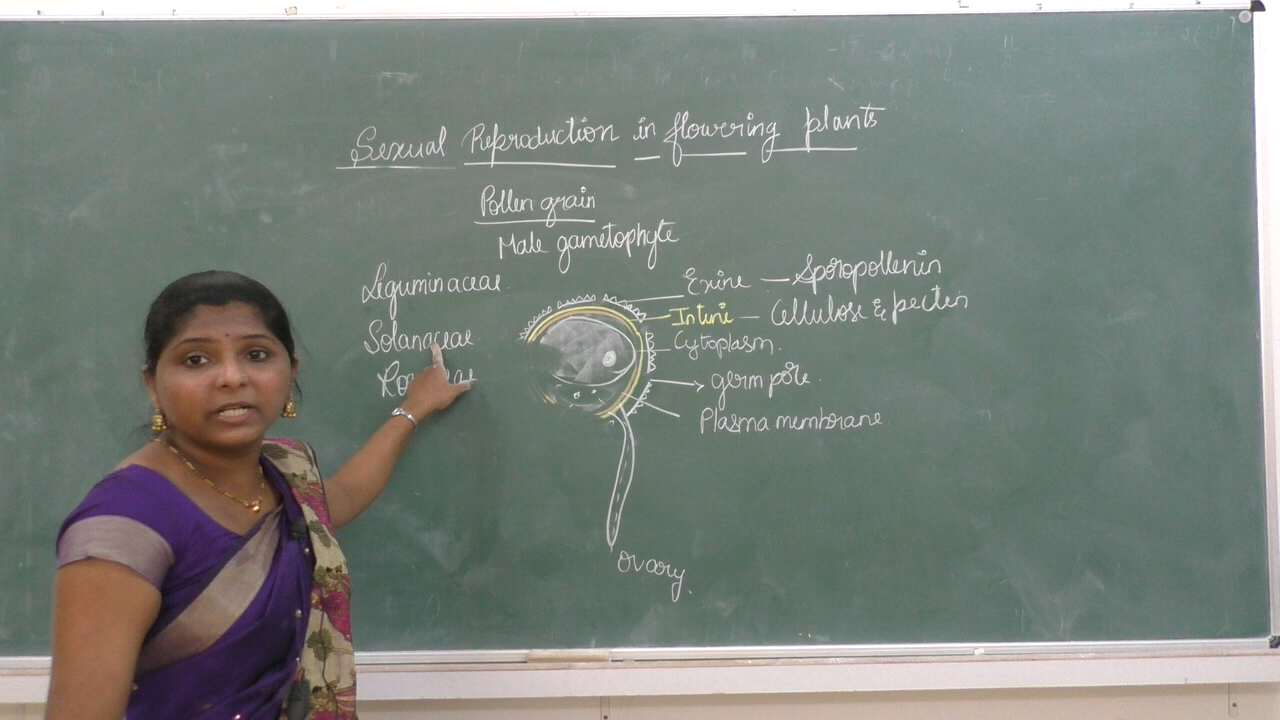 Sexual Reproduction in flowering plants
Pollen grain
Male gametophyte
Leguminaceae
Solanaceae
Exine — Sporopollenin
Intine — Cellulose & pectin
Cytoplasm.
germ pore
Plasma membrane
Ovary.